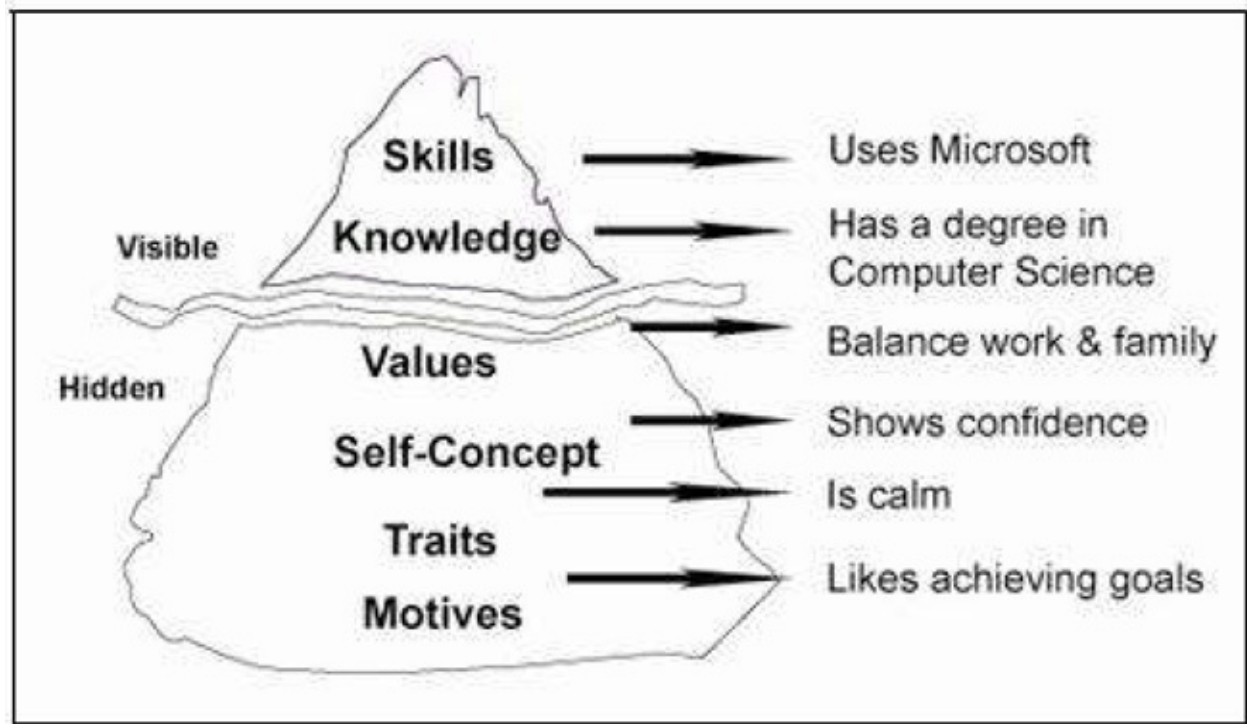 Skills
Uses Microsoft
Knowledge
Has a degree in
Computer Science
Visible
Values
Balance work & family
Hidden
Self-Concept
Shows confidence
Is calm
Traits
Likes achieving goals
Motives